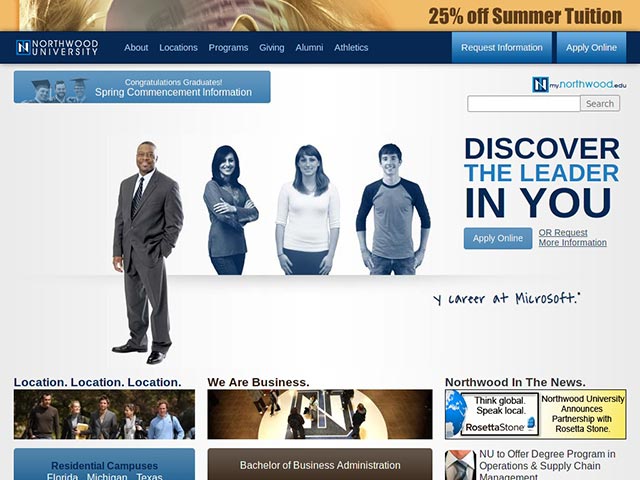 25% off Summer Tuition
NORTHWOOD
UNIVERSITY
About Locations Programs Giving Alumni Athletics
Request Information
Apply Online
Congratulations Graduates!
Spring Commencement Information
N my.northwood.edu
Search
DISCOVER
THE LEADER
IN YOU
Apply Online
OR Request
More Information
y career at Microsoft."
Location. Location. Location.
Residential Campuses
Florida Michigan Texas
We Are Business.
N
Bachelor of Business Administration
Northwood In The News.
Think global.
Speak local.
RosettaStone
Northwood University
Announces
Partnership with
Rosetta Stone.
NU to Offer Degree Program in
Operations & Supply Chain
Management